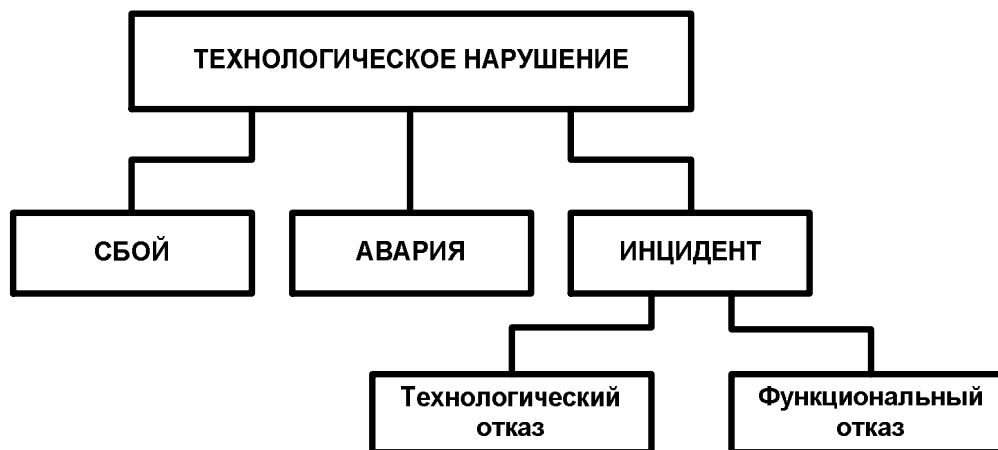 ТЕХНОЛОГИЧЕСКОЕ НАРУШЕНИЕ
СБОЙ
АВАРИЯ
ИНЦИДЕНТ
Технологический
отказ
Функциональный
отказ